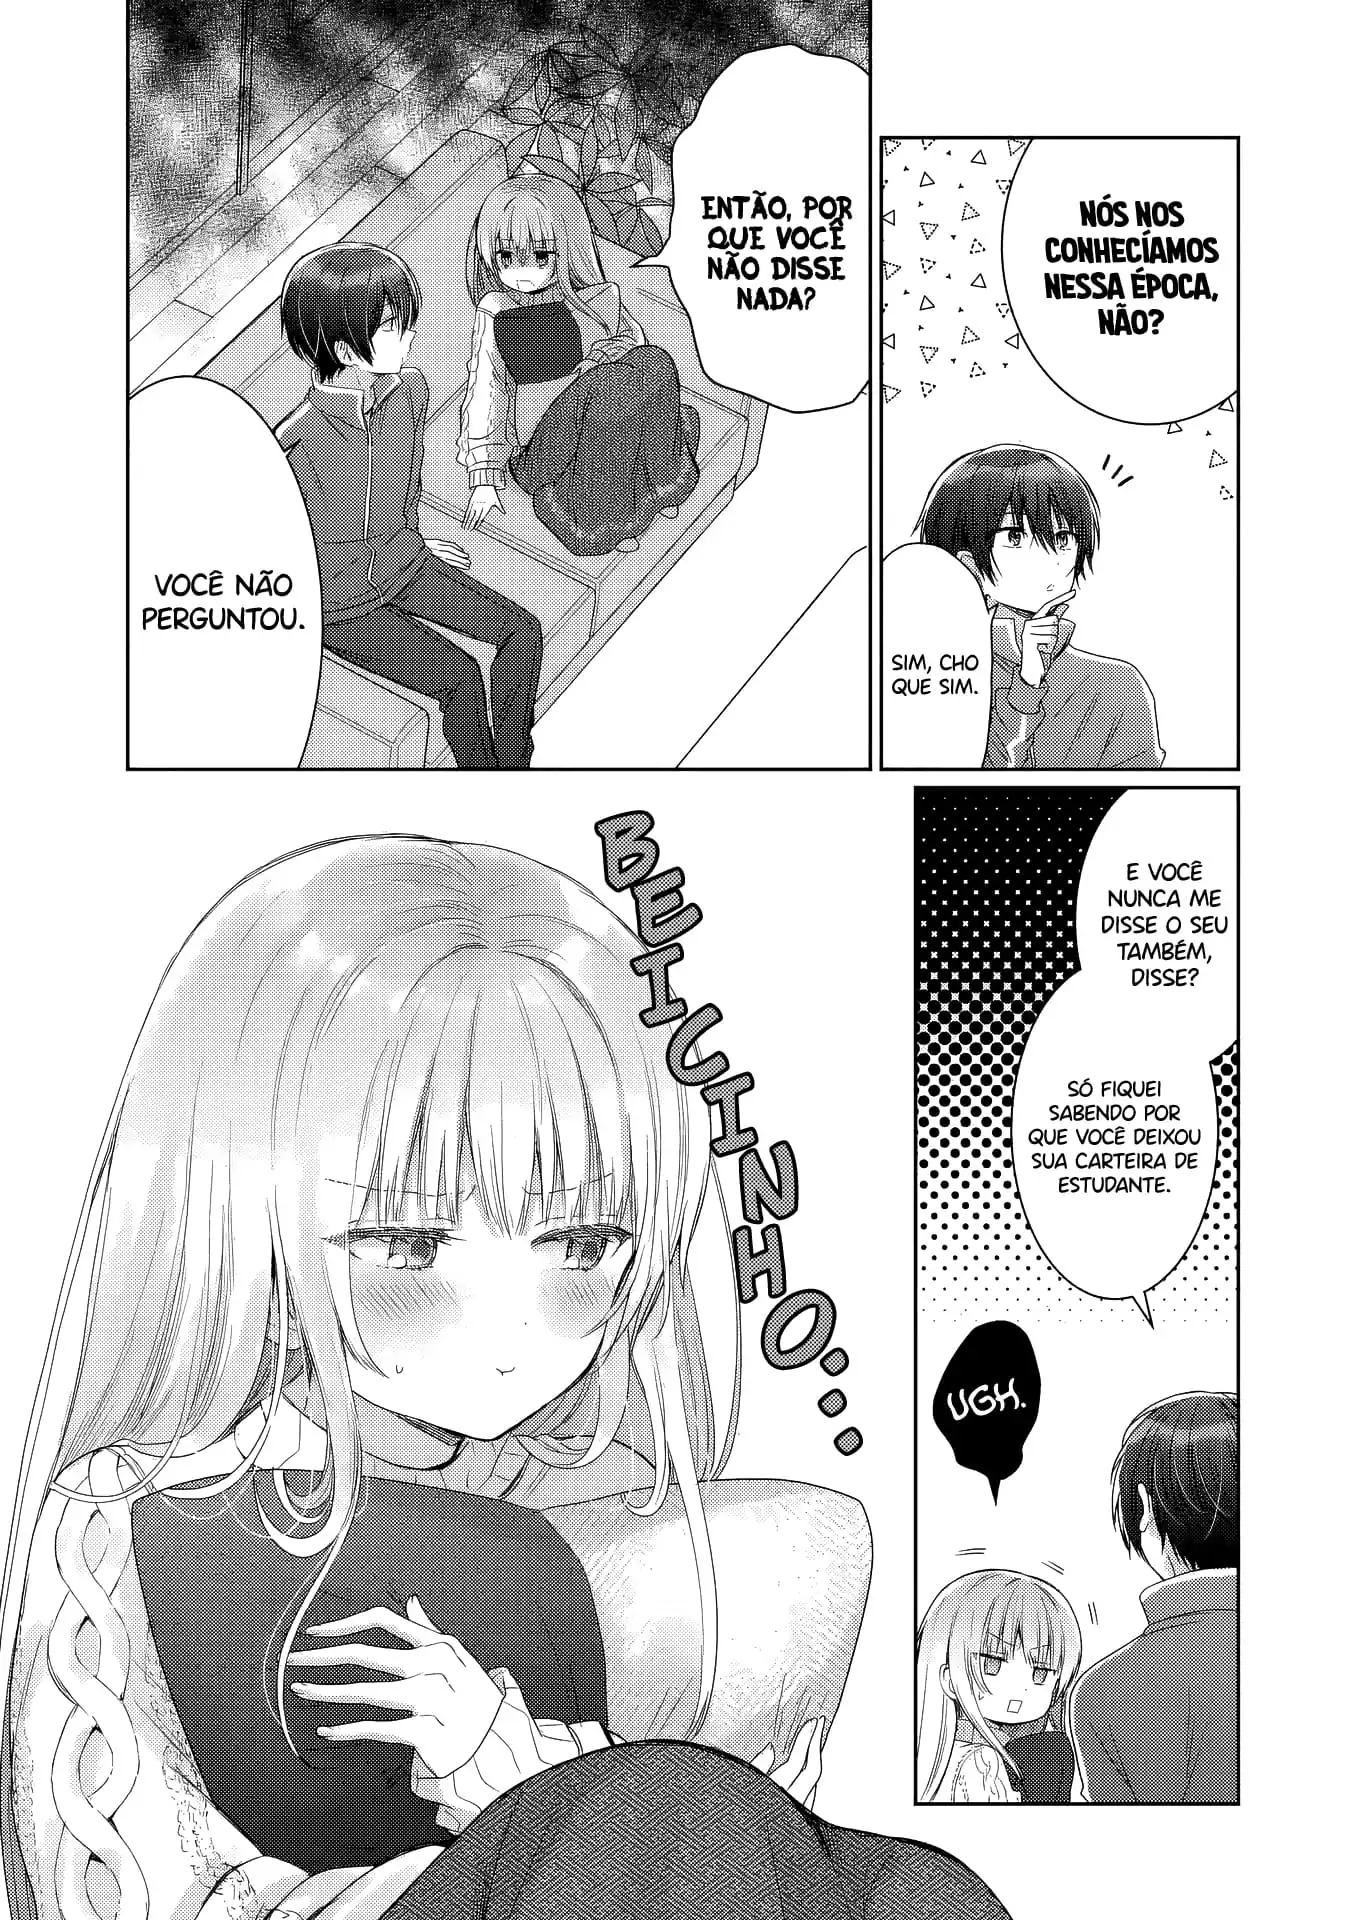 NÓS NOS
CONHECÍAMOS
NESSA ÉPOCA,
NÃO?
SIM, CHO
QUE SIM.
ENTÃO, POR
QUE VOCÊ
NÃO DISSE
NADA?
VOCÊ NÃO
PERGUNTOU.
E VOCÊ
NUNCA ME
DISSE O SEU
TAMBÉM,
DISSE?
SÓ FIQUEI
SABENDO POR
QUE VOCÊ DEIXOU
SUA CARTEIRA DE
ESTUDANTE.
UGH.
BEICINHO...